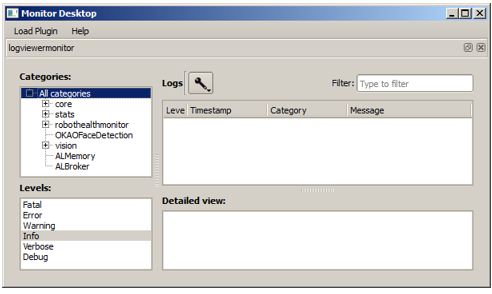 Monitor Desktop
Load Plugin Help
logviewermonitor
Categories:
All categories
core
stats
robothealthmonitor
OKAOFaceDetection
vision
ALMemory
ALBroker
Logs
Filter: Type to filter
Leve Timestamp Category Message
Levels:
Fatal
Error
Warning
Info
Verbose
Debug
Detailed view: